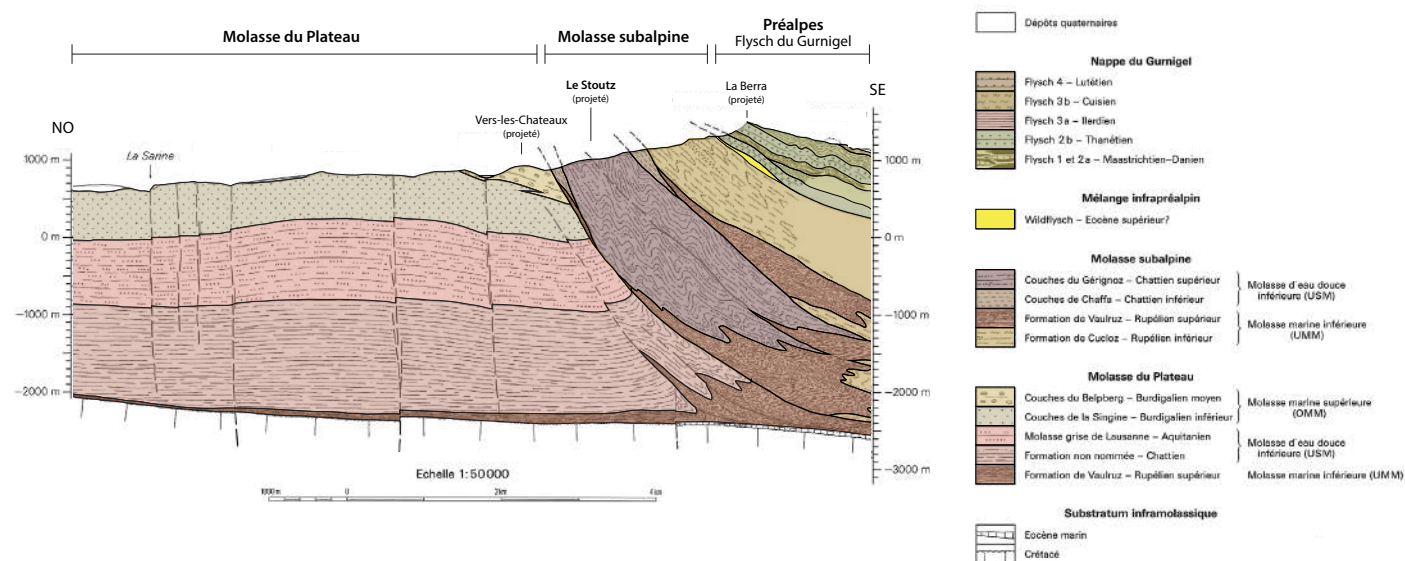 Molasse du Plateau
Molasse subalpine
Préalpes
Flysch du Gurnigel
NO
SE
La Sarine
Vers-les-Chateaux
(projeté)
Le Stoutz
(projeté)
La Berra
(projeté)
1000 m
0 m
−1000 m
−2000 m
1000 m
0 m
−1000 m
−2000 m
−3000 m
Echelle 1:50000
1000m 0 2km 4km
Dépôts quaternaires
Nappe du Gurnigel
Flysch 4 – Lutétien
Flysch 3b – Cuisien
Flysch 3a – Ilerdien
Flysch 2b – Thanétien
Flysch 1 et 2a – Maastrichtien-Danien
Mélange infrapréalpin
Wildflysch – Eocène supérieur?
Molasse subalpine
Couches du Gérignoz – Chattien supérieur
Couches de Chaffa – Chattien inférieur
Molasse d'eau douce
inférieure (USM)
Formation de Vaulruz – Rupélien supérieur
Formation de Cucloz – Rupélien inférieur
Molasse marine inférieure
(UMM)
Molasse du Plateau
Couches du Belpberg – Burdigalien moyen
Couches de la Singine – Burdigalien inférieur
Molasse marine supérieure
(OMM)
Molasse grise de Lausanne – Aquitanien
Formation non nommée – Chattien
Molasse d'eau douce
inférieure (USM)
Formation de Vaulruz – Rupélien supérieur Molasse marine inférieure (UMM)
Substratum inframolassique
Eocène marin
Crétacé